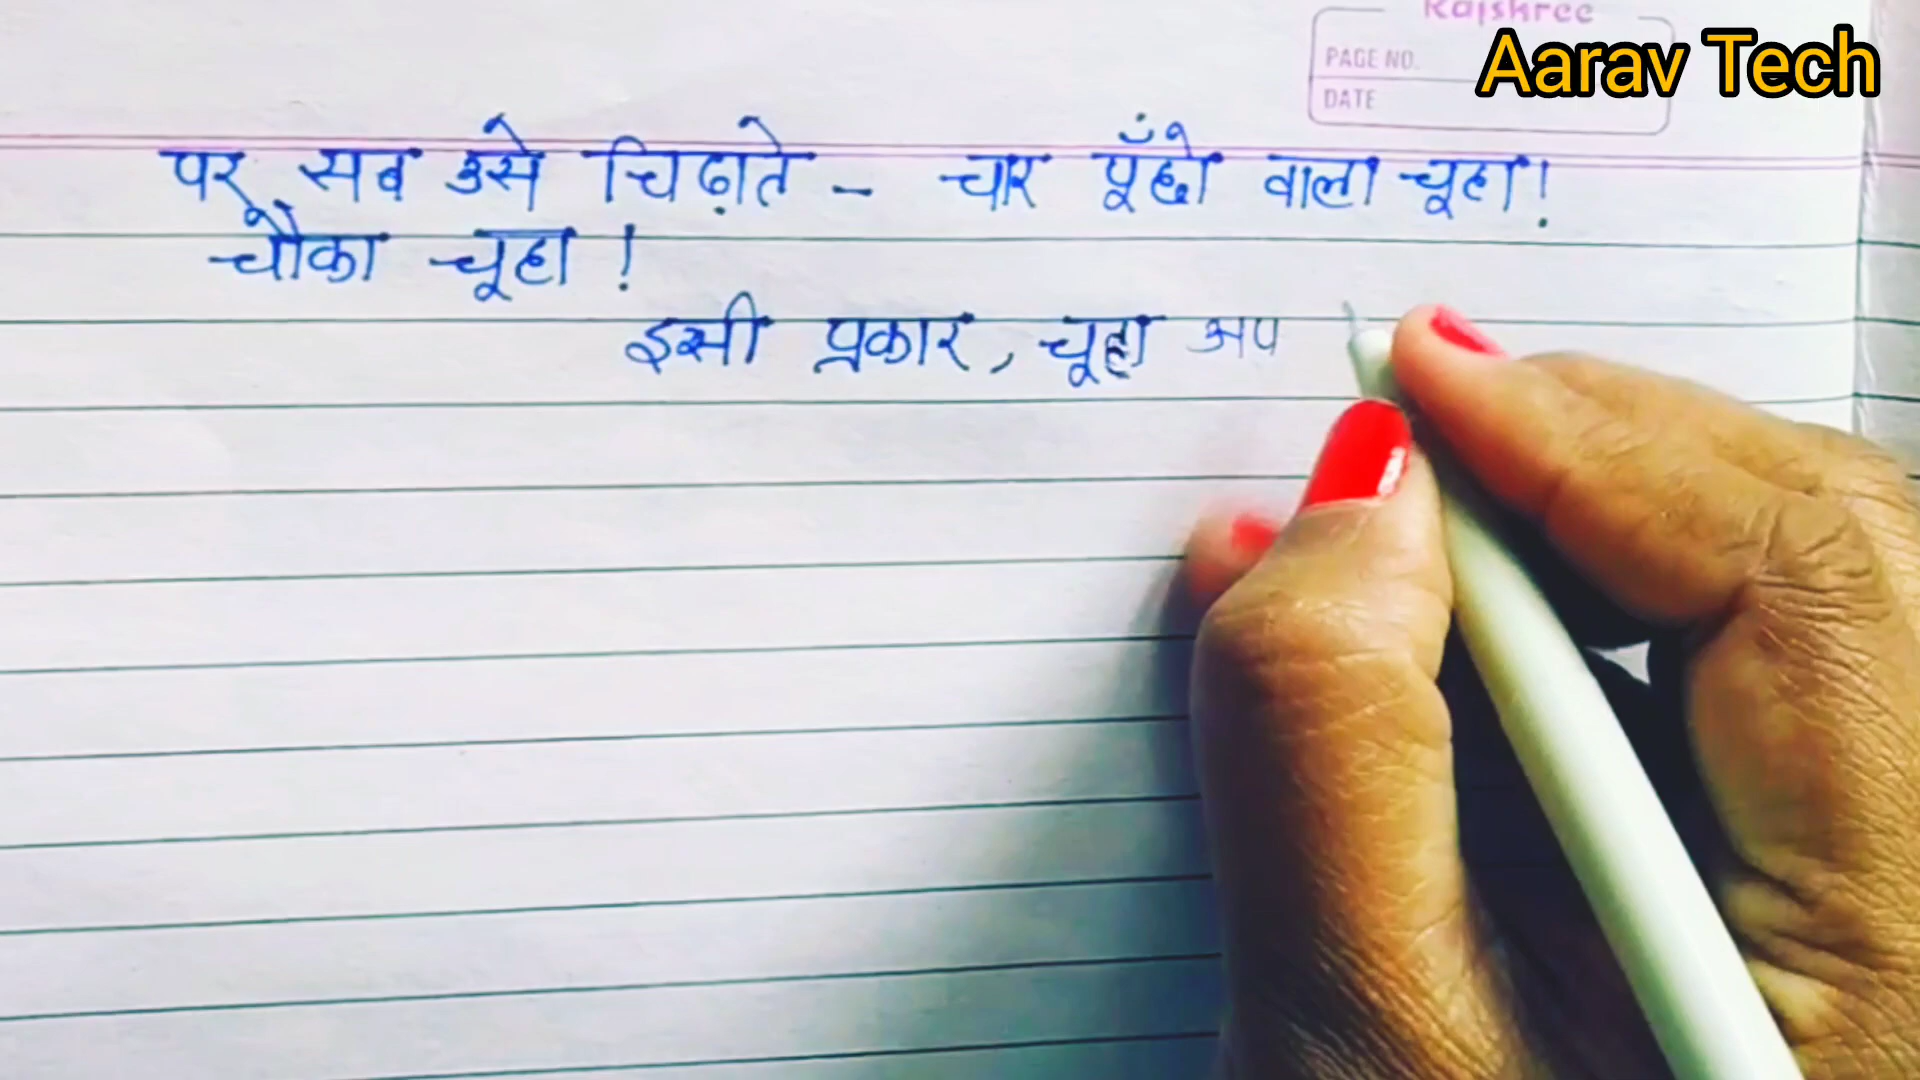 Rajshree
PAGE NO.
DATE
Aarav Tech
पर सब उसे चिढ़ाते - चार पूँछो वाला चूहा!
चौका चूहा!
इसी प्रकार, चूहा अप